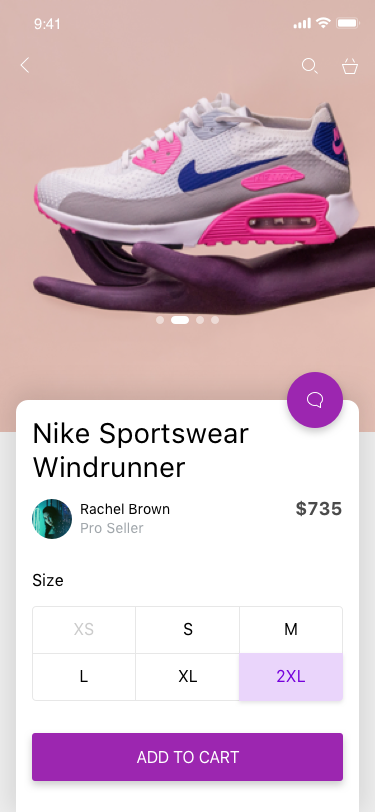 9:41
Nike Sportswear
Windrunner
Rachel Brown
$735
Pro Seller
Size
XS
S
M
L
XL
2XL
ADD TO CART